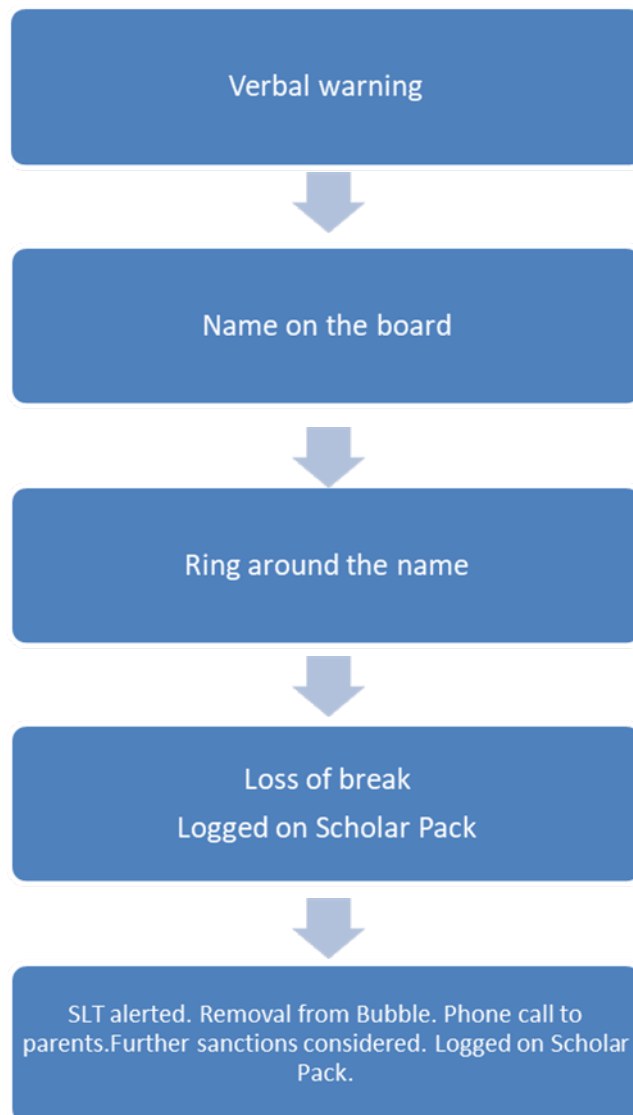 Verbal warning
Name on the board
Ring around the name
Loss of break
Logged on Scholar Pack
SLT alerted. Removal from Bubble. Phone call to
parents.Further sanctions considered. Logged on Scholar
Pack.